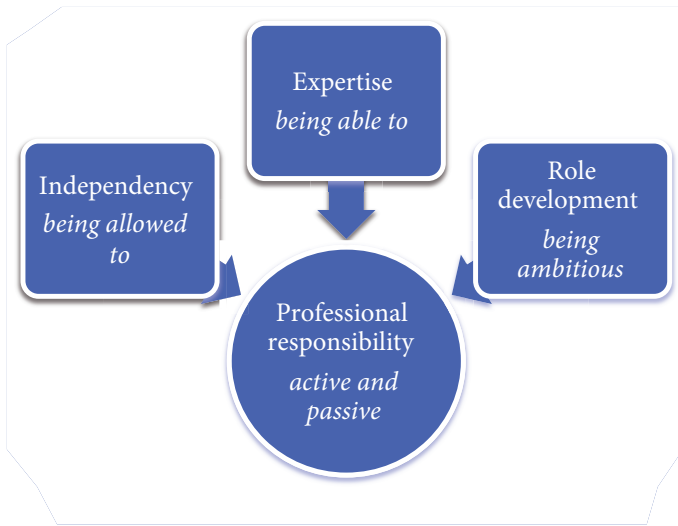 Expertise
being able to
Independency
being allowed
to
Role
development
being
ambitious
Professional
responsibility
active and
passive